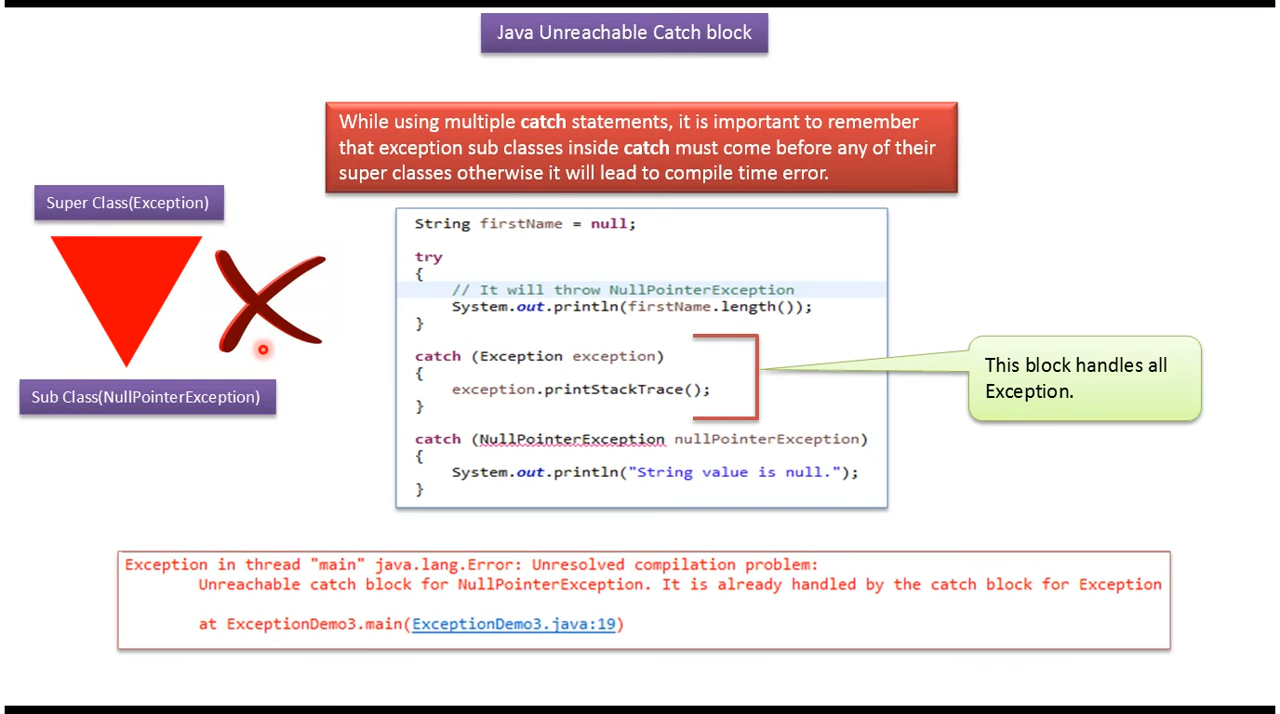 Java Unreachable Catch block
While using multiple catch statements, it is important to remember
that exception sub classes inside catch must come before any of their
super classes otherwise it will lead to compile time error.
Super Class(Exception)
Sub Class(NullPointerException)
String firstName = null;
try
{
// It will throw NullPointerException
System.out.println(firstName.length());
}
catch (Exception exception)
{
exception.printStackTrace();
}
catch (NullPointerException nullPointerException)
{
System.out.println("String value is null.");
}
This block handles all
Exception.
Exception in thread "main" java.lang.Error: Unresolved compilation problem:
Unreachable catch block for NullPointerException. It is already handled by the catch block for Exception
at ExceptionDemo3.main(ExceptionDemo3.java:19)